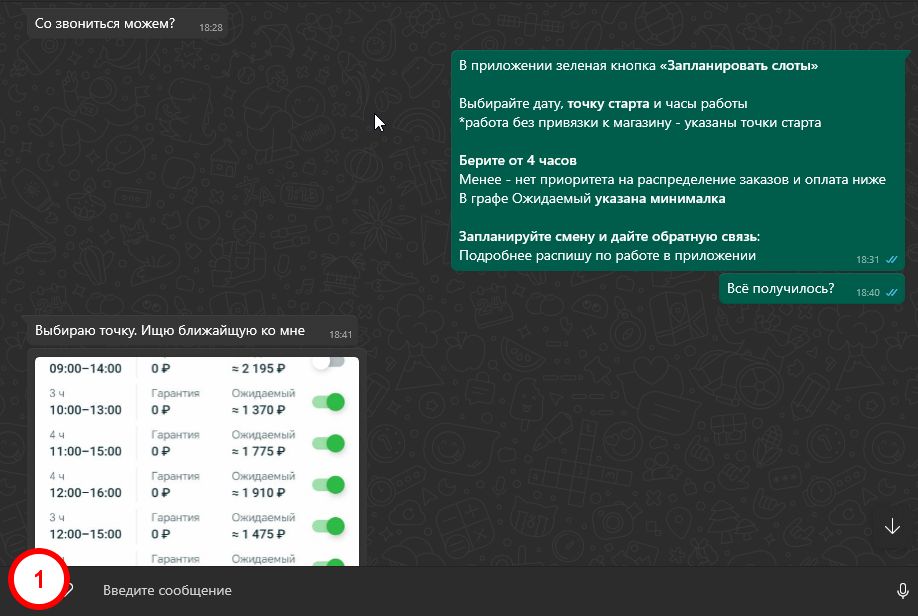 Со звониться можем?
18:28
В приложении зеленая кнопка «Запланировать слоты»
Выбирайте дату, точку старта и часы работы
*работа без привязки к магазину - указаны точки старта
Берите от 4 часов
Менее - нет приоритета на распределение заказов и оплата ниже
В графе Ожидаемый указана минималка
Запланируйте смену и дайте обратную связь:
Подробнее распишу по работе в приложении
18:31
Всё получилось?
18:40
Выбираю точку. Ищю ближайщую ко мне
18:41
09:00–14:00 0 ₽ ≈ 2 195 ₽
3 ч Гарантия Ожидаемый
10:00–13:00 0 ₽ ≈ 1 370 ₽
4 ч Гарантия Ожидаемый
11:00–15:00 0 ₽ ≈ 1 775 ₽
4 ч Гарантия Ожидаемый
12:00–16:00 0 ₽ ≈ 1 910 ₽
3 ч Гарантия Ожидаемый
12:00–15:00 0 ₽ ≈ 1 475 ₽
Гарантия Ожидаемый
1
Введите сообщение